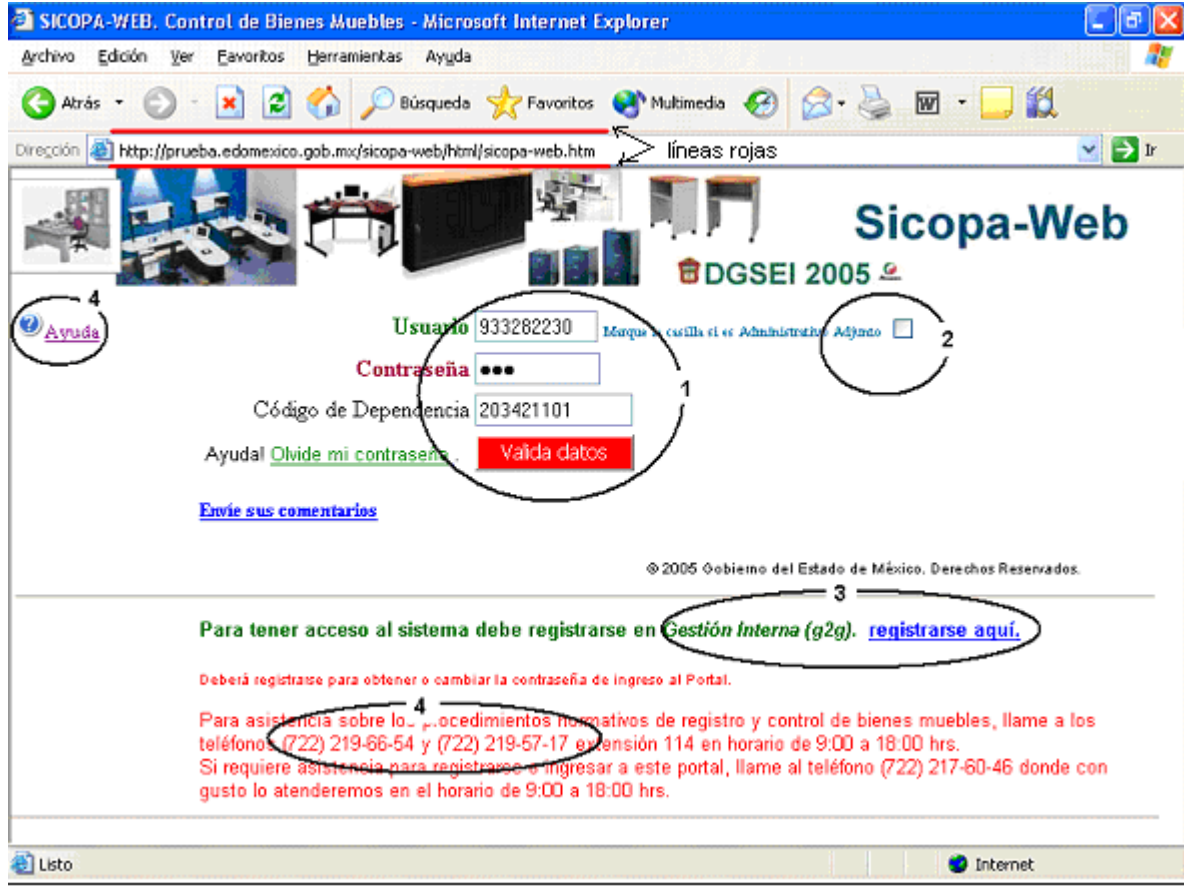 SICOPA-WEB. Control de Bienes Muebles - Microsoft Internet Explorer
Archivo Edición Ver Favoritos Herramientas Ayuda
Atrás Búsqueda Favoritos Multimedia
Dirección http://prueba.edomexico.gob.mx/sicopa-web/html/sicopa-web.htm líneas rojas Ir
Sicopa-Web
DGSEI 2005
4
Ayuda
Usuario 933282230 Marque la casilla si es Administrativo Adjunto 2
Contraseña ●●●
1
Código de Dependencia 203421101
Ayuda! Olvide mi contraseña . Valida datos
Envíe sus comentarios
© 2005 Gobierno del Estado de México. Derechos Reservados.
3
Para tener acceso al sistema debe registrarse en Gestión Interna (g2g). registrarse aquí.
Deberá registrarse para obtener o cambiar la contraseña de ingreso al Portal.
4
Para asistencia sobre los procedimientos normativos de registro y control de bienes muebles, llame a los
teléfonos (722) 219-66-54 y (722) 219-57-17 extensión 114 en horario de 9:00 a 18:00 hrs.
Si requiere asistencia para registrarse o ingresar a este portal, llame al teléfono (722) 217-60-46 donde con
gusto lo atenderemos en el horario de 9:00 a 18:00 hrs.
Listo Internet